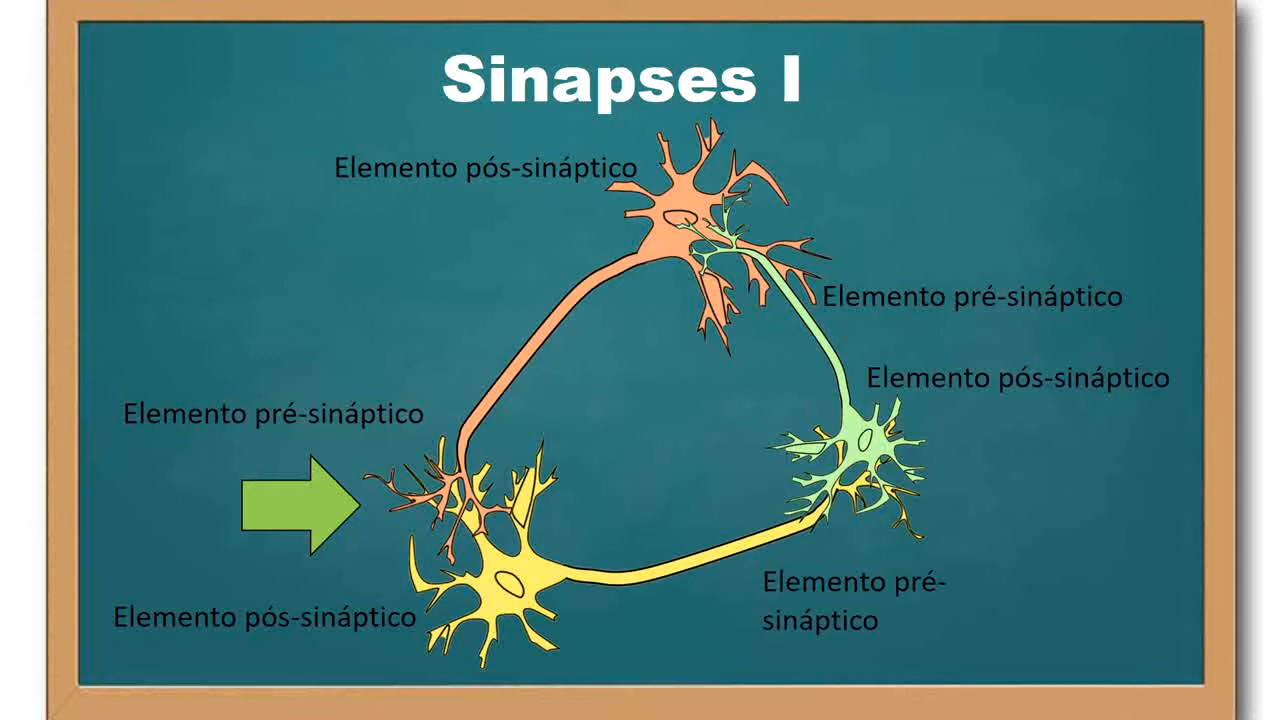 Sinapses I
Elemento pós-sináptico
Elemento pré-sináptico
Elemento pós-sináptico
Elemento pré-sináptico
Elemento pré-
sináptico
Elemento pós-sináptico